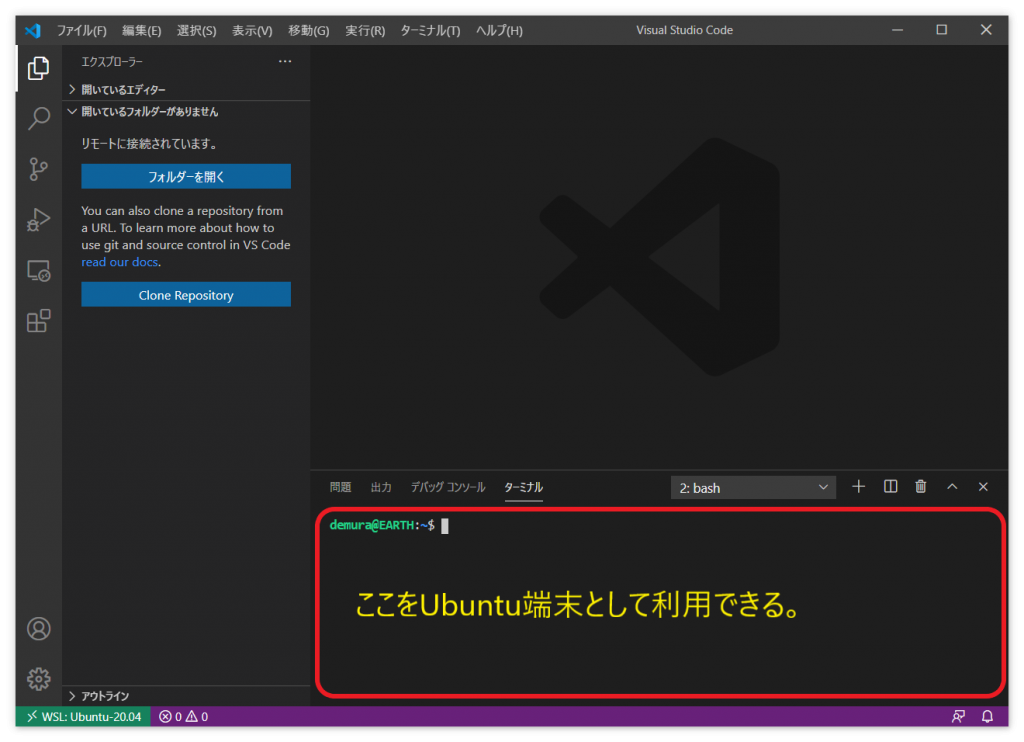 ファイル(F) 編集(E) 選択(S) 表示(V) 移動(G) 実行(R) ターミナル(T) ヘルプ(H) Visual Studio Code
エクスプローラー ···
開いているエディター
開いているフォルダーがありません
リモートに接続されています。
フォルダーを開く
You can also clone a repository from
a URL. To learn more about how to
use git and source control in VS Code
read our docs.
Clone Repository
問題 出力 デバッグ コンソール ターミナル 2: bash
demura@EARTH:~$
ここをUbuntu端末として利用できる。
アウトライン
WSL: Ubuntu-20.04 0 0